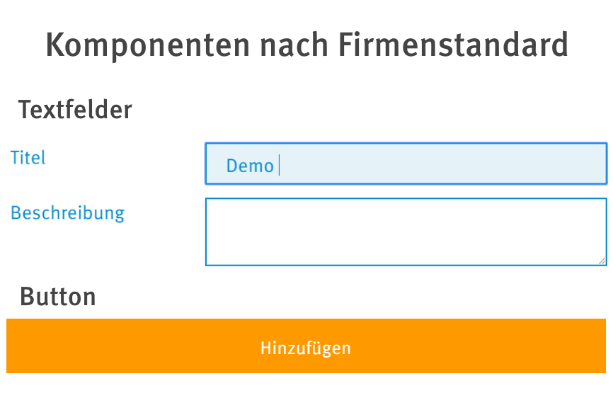 Komponenten nach Firmenstandard
Textfelder
Titel
Demo
Beschreibung
Button
Hinzufügen